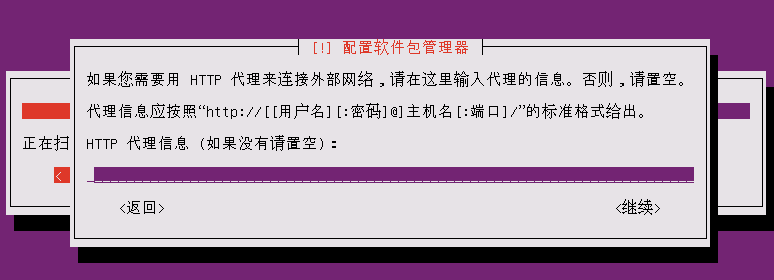 [!] 配置软件包管理器
如果您需要用 HTTP 代理来连接外部网络，请在这里输入代理的信息。否则，请置空。
代理信息应按照“http://[[用户名][:密码]@]主机名[:端口]/”的标准格式给出。
正在扫
HTTP 代理信息 (如果没有请置空)：
<
<返回>
<继续>